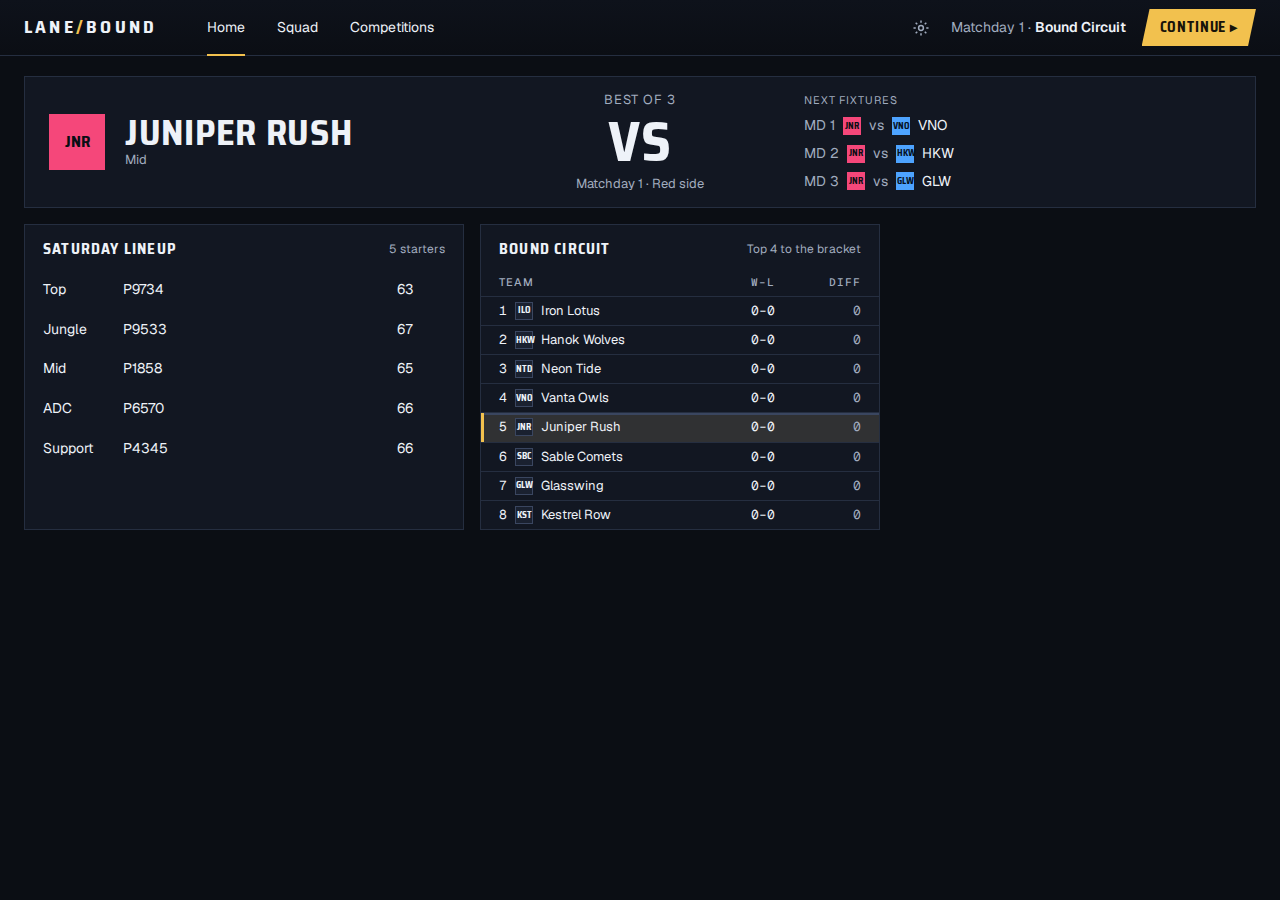 LANE/BOUND Home Squad Competitions Matchday 1 · Bound Circuit CONTINUE ▸
JNR JUNIPER RUSH
Mid
BEST OF 3
VS
Matchday 1 · Red side
NEXT FIXTURES
MD 1 JNR vs VNO VNO
MD 2 JNR vs HKW HKW
MD 3 JNR vs GLW GLW
SATURDAY LINEUP 5 starters
Top P9734 63
Jungle P9533 67
Mid P1858 65
ADC P6570 66
Support P4345 66
BOUND CIRCUIT Top 4 to the bracket
TEAM W-L DIFF
1 ILO Iron Lotus 0-0 0
2 HKW Hanok Wolves 0-0 0
3 NTD Neon Tide 0-0 0
4 VNO Vanta Owls 0-0 0
5 JNR Juniper Rush 0-0 0
6 SBC Sable Comets 0-0 0
7 GLW Glasswing 0-0 0
8 KST Kestrel Row 0-0 0